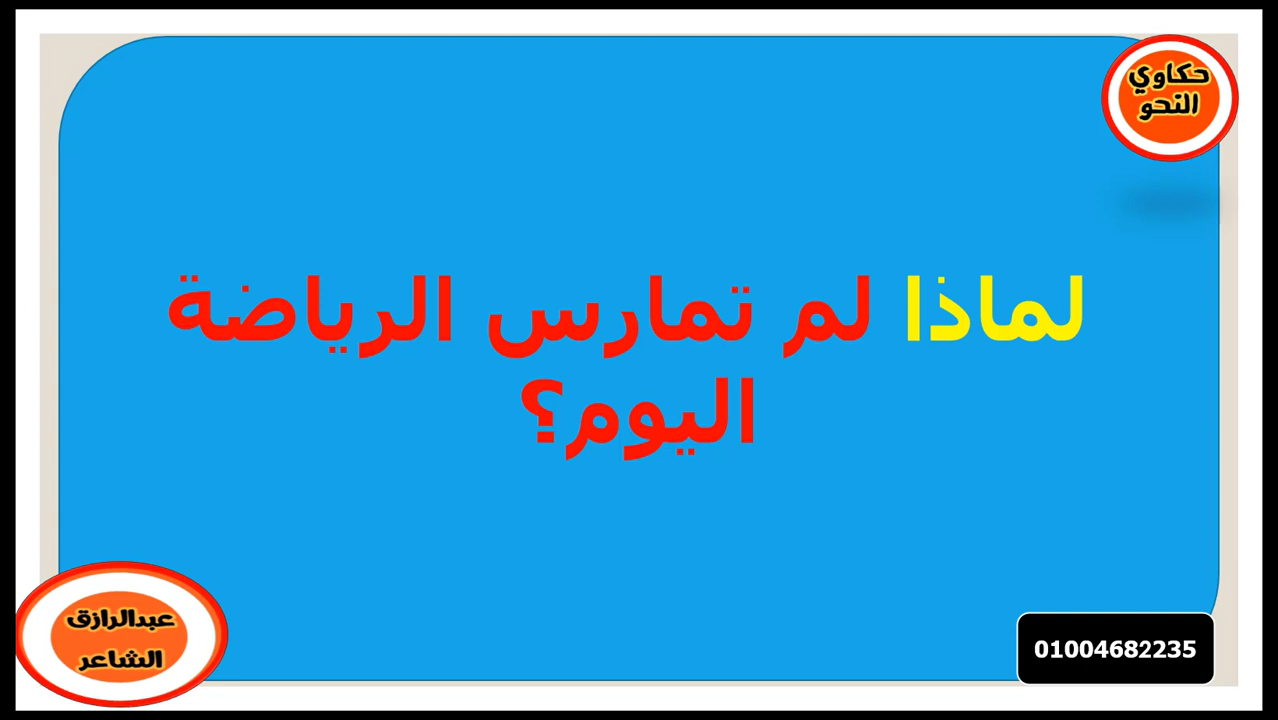 حكاوي
النحو
لماذا لم تمارس الرياضة
اليوم؟
عبدالرازق
الشاعر
01004682235